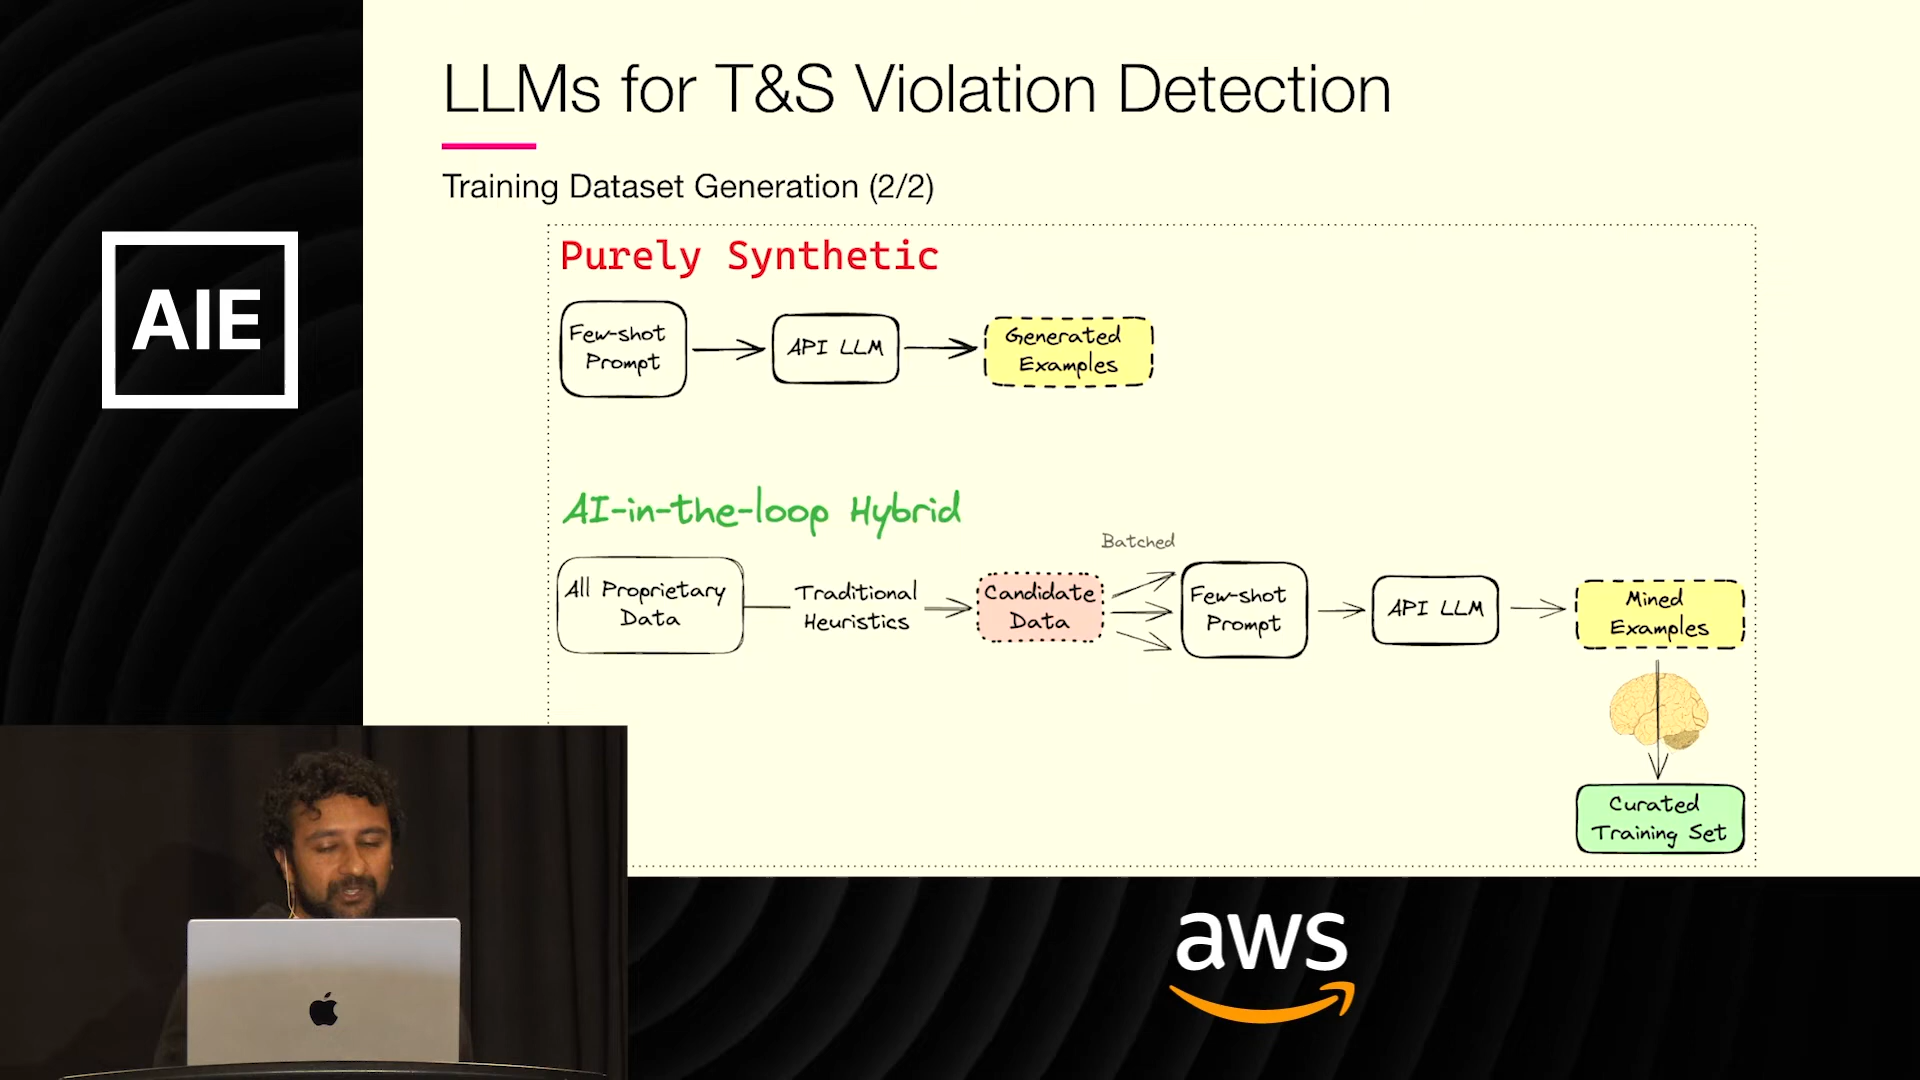 LLMs for T&S Violation Detection
Training Dataset Generation (2/2)
AIE
Purely Synthetic
Few-shot
Prompt
API LLM
Generated
Examples
AI-in-the-loop Hybrid
Batched
All Proprietary
Data
Traditional
Heuristics
Candidate
Data
Few-shot
Prompt
API LLM
Mined
Examples
Curated
Training Set
aws